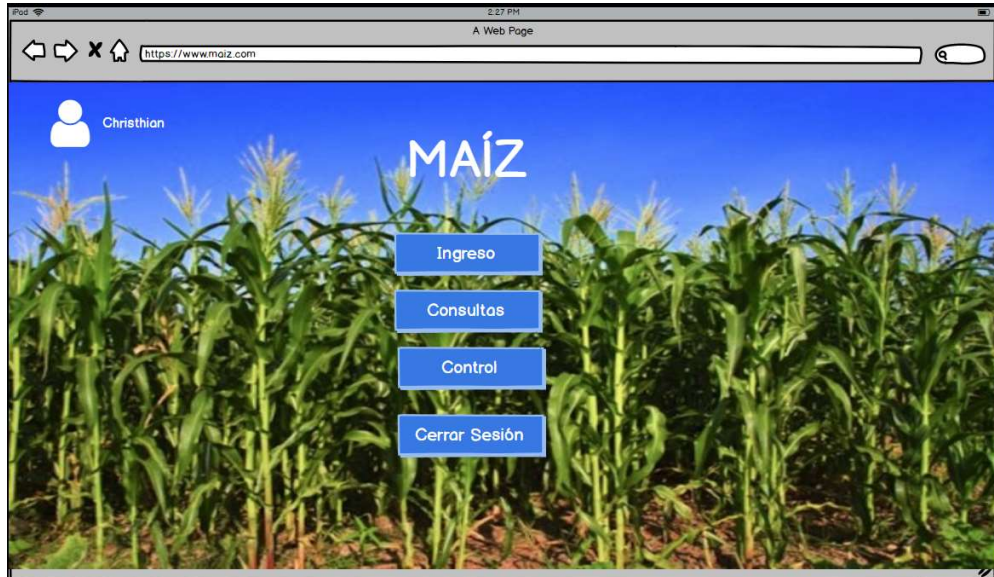 iPod
2:27 PM
A Web Page
https://www.maiz.com
Christhian
MAÍZ
Ingreso
Consultas
Control
Cerrar Sesión